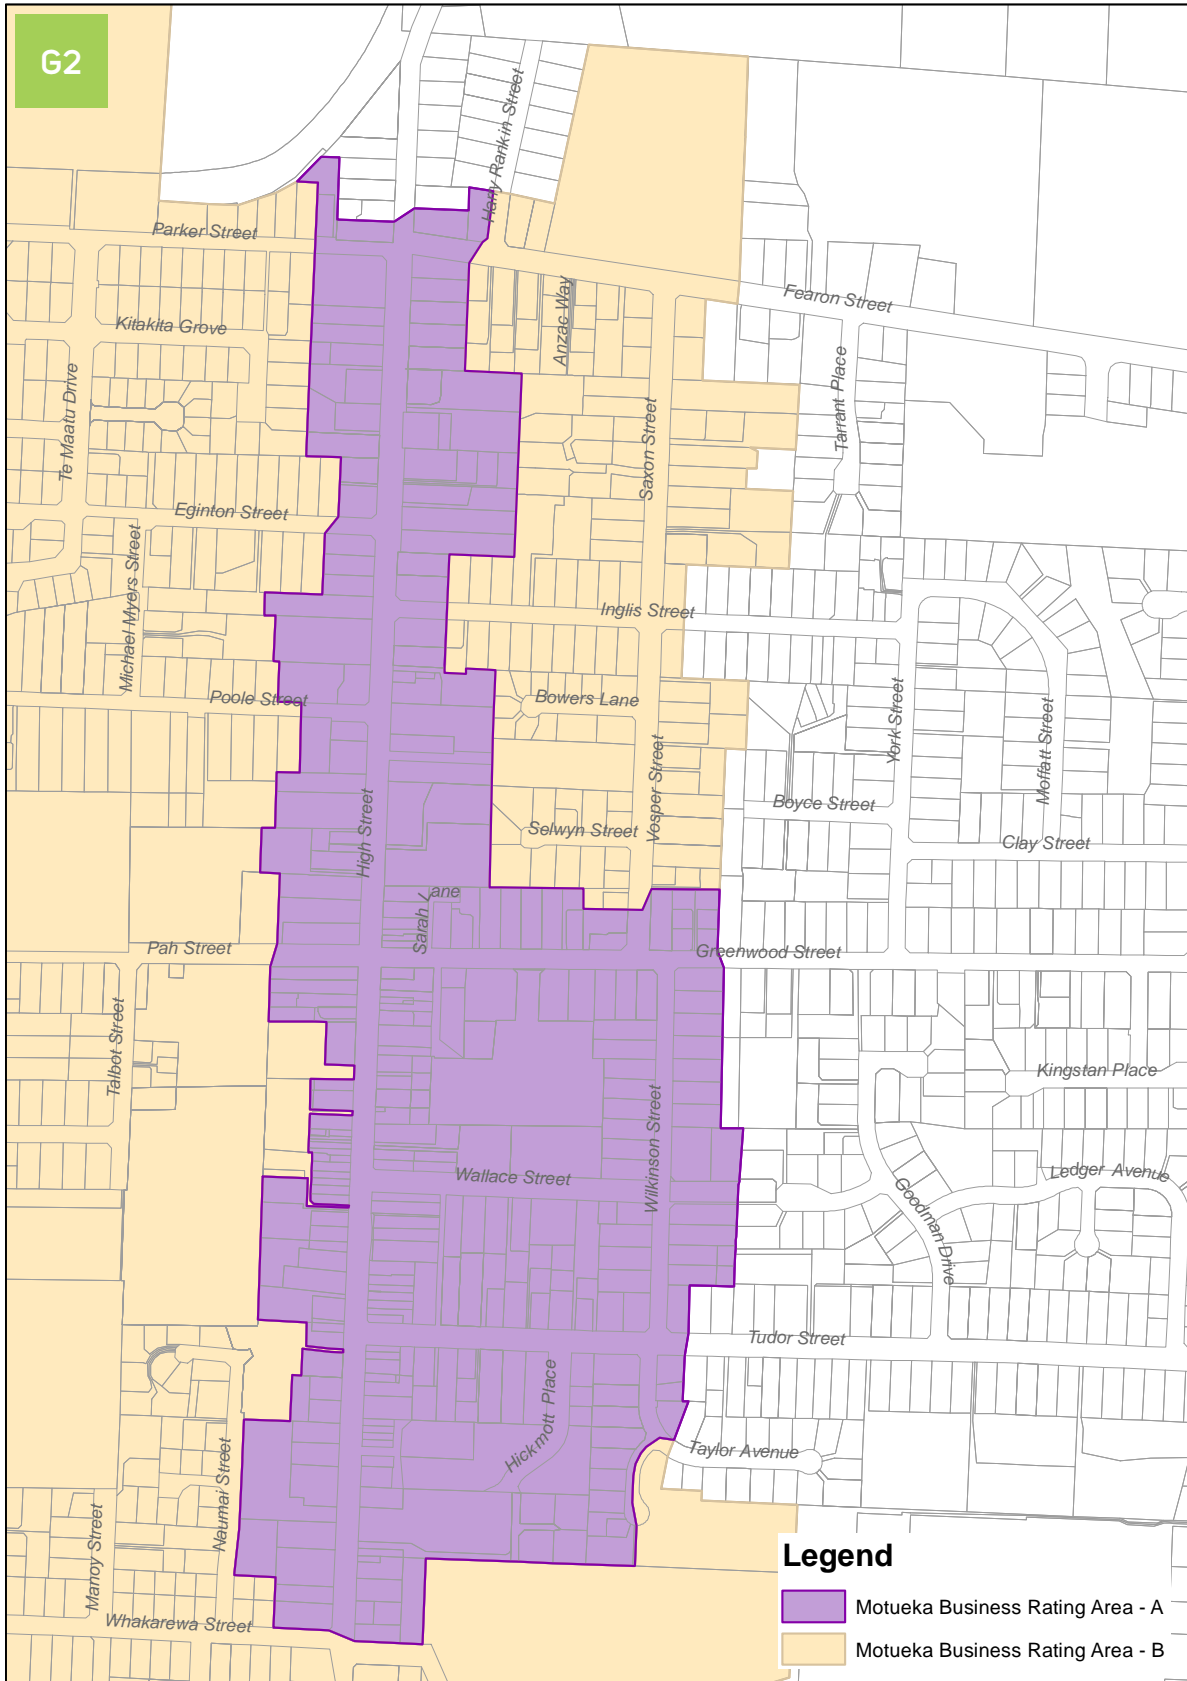 G2
Harry Rankin Street
Parker Street
Fearon Street
Anzac Way
Kitakita Grove
Tarrant Place
Te Maatu Drive
Saxon Street
Eginton Street
Michael Myers Street
Inglis Street
Poole Street
Bowers Lane
York Street
Moffatt Street
High Street
Vosper Street
Boyce Street
Selwyn Street
Clay Street
Sarah Lane
Pah Street
Greenwood Street
Talbot Street
Kingstan Place
Wilkinson Street
Wallace Street
Ledger Avenue
Goodman Drive
Tudor Street
Hickmott Place
Taylor Avenue
Naumai Street
Manoy Street
Whakarewa Street
Legend
Motueka Business Rating Area - A
Motueka Business Rating Area - B